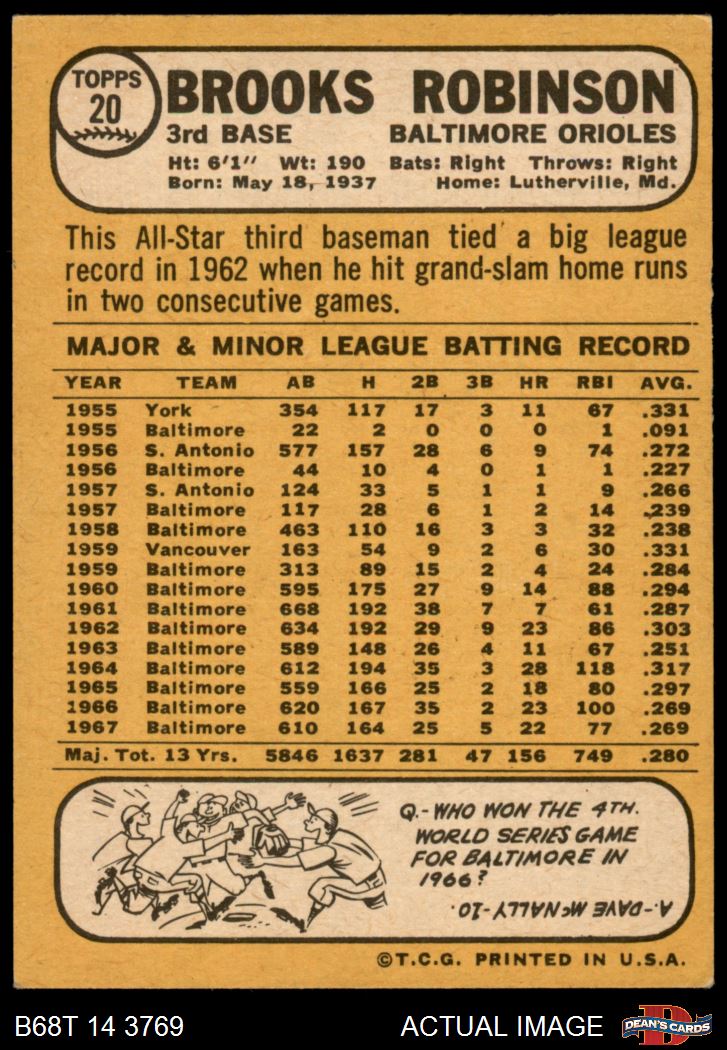 TOPPS
20
BROOKS ROBINSON
3rd BASE BALTIMORE ORIOLES
Ht: 6'1" Wt: 190 Bats: Right Throws: Right
Born: May 18, 1937 Home: Lutherville, Md.
This All-Star third baseman tied a big league
record in 1962 when he hit grand-slam home runs
in two consecutive games.
MAJOR & MINOR LEAGUE BATTING RECORD
YEAR TEAM AB H 2B 3B HR RBI AVG.
1955 York 354 117 17 3 11 67 .331
1955 Baltimore 22 2 0 0 0 1 .091
1956 S. Antonio 577 157 28 6 9 74 .272
1956 Baltimore 44 10 4 0 1 1 .227
1957 S. Antonio 124 33 5 1 1 9 .266
1957 Baltimore 117 28 6 1 2 14 .239
1958 Baltimore 463 110 16 3 3 32 .238
1959 Vancouver 163 54 9 2 6 30 .331
1959 Baltimore 313 89 15 2 4 24 .284
1960 Baltimore 595 175 27 9 14 88 .294
1961 Baltimore 668 192 38 7 7 61 .287
1962 Baltimore 634 192 29 9 23 86 .303
1963 Baltimore 589 148 26 4 11 67 .251
1964 Baltimore 612 194 35 3 28 118 .317
1965 Baltimore 559 166 25 2 18 80 .297
1966 Baltimore 620 167 35 2 23 100 .269
1967 Baltimore 610 164 25 5 22 77 .269
Maj. Tot. 13 Yrs. 5846 1637 281 47 156 749 .280
Q.- WHO WON THE 4TH.
WORLD SERIES GAME
FOR BALTIMORE IN
1966?
A.- DAVE McNALLY-10.
©T.C.G. PRINTED IN U.S.A.
B68T 14 3769 ACTUAL IMAGE
D
DEAN'S CARDS